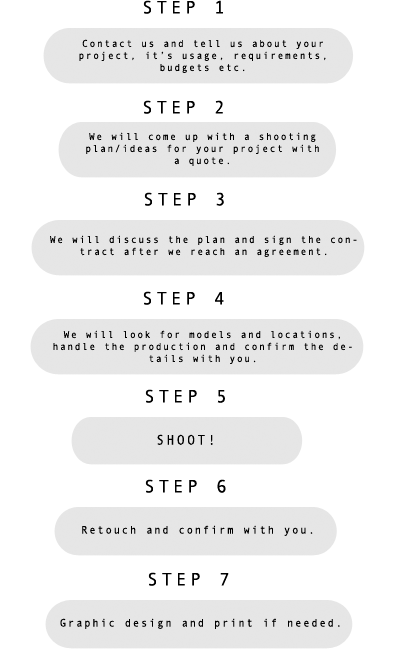 STEP 1
Contact us and tell us about your
project, it's usage, requirements,
budgets etc.
STEP 2
We will come up with a shooting
plan/ideas for your project with
a quote.
STEP 3
We will discuss the plan and sign the con-
tract after we reach an agreement.
STEP 4
We will look for models and locations,
handle the production and confirm the de-
tails with you.
STEP 5
SHOOT!
STEP 6
Retouch and confirm with you.
STEP 7
Graphic design and print if needed.